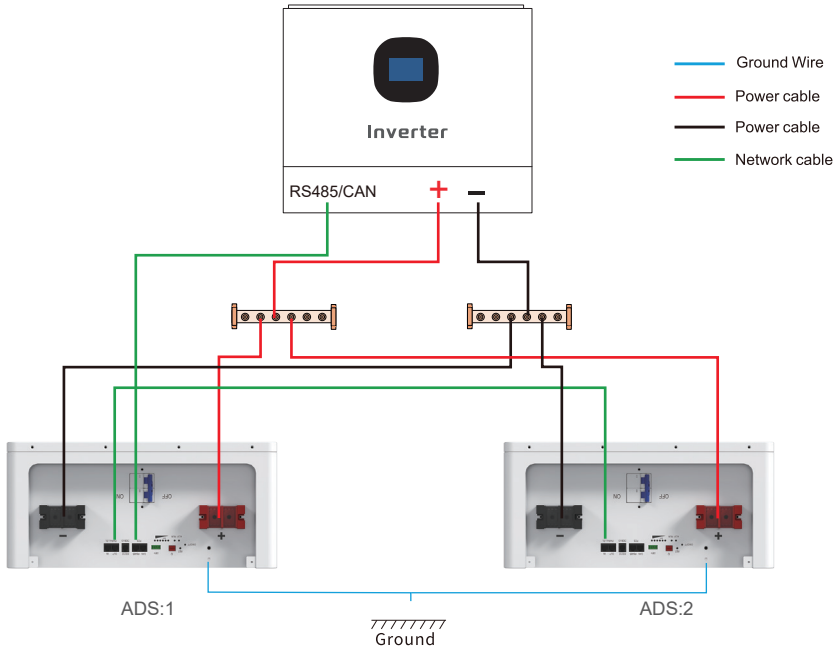 Ground Wire
Power cable
Inverter
Power cable
Network cable
RS485/CAN
+
−
ON
OFF
−
+
ON
OFF
−
+
ADS:1
ADS:2
Ground